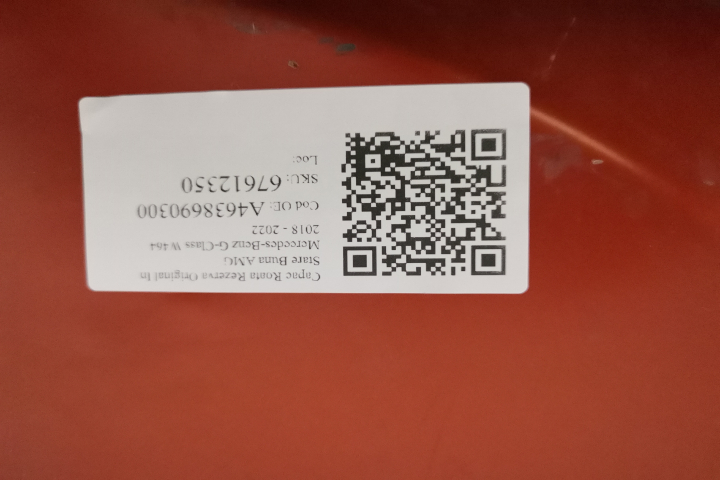 Capac Roata Rezerva Original In
Stare Buna AMG
Mercedes-Benz G-Class W464
2018 - 2022
Cod OE: A4638690300
SKU: 67612350
Loc: